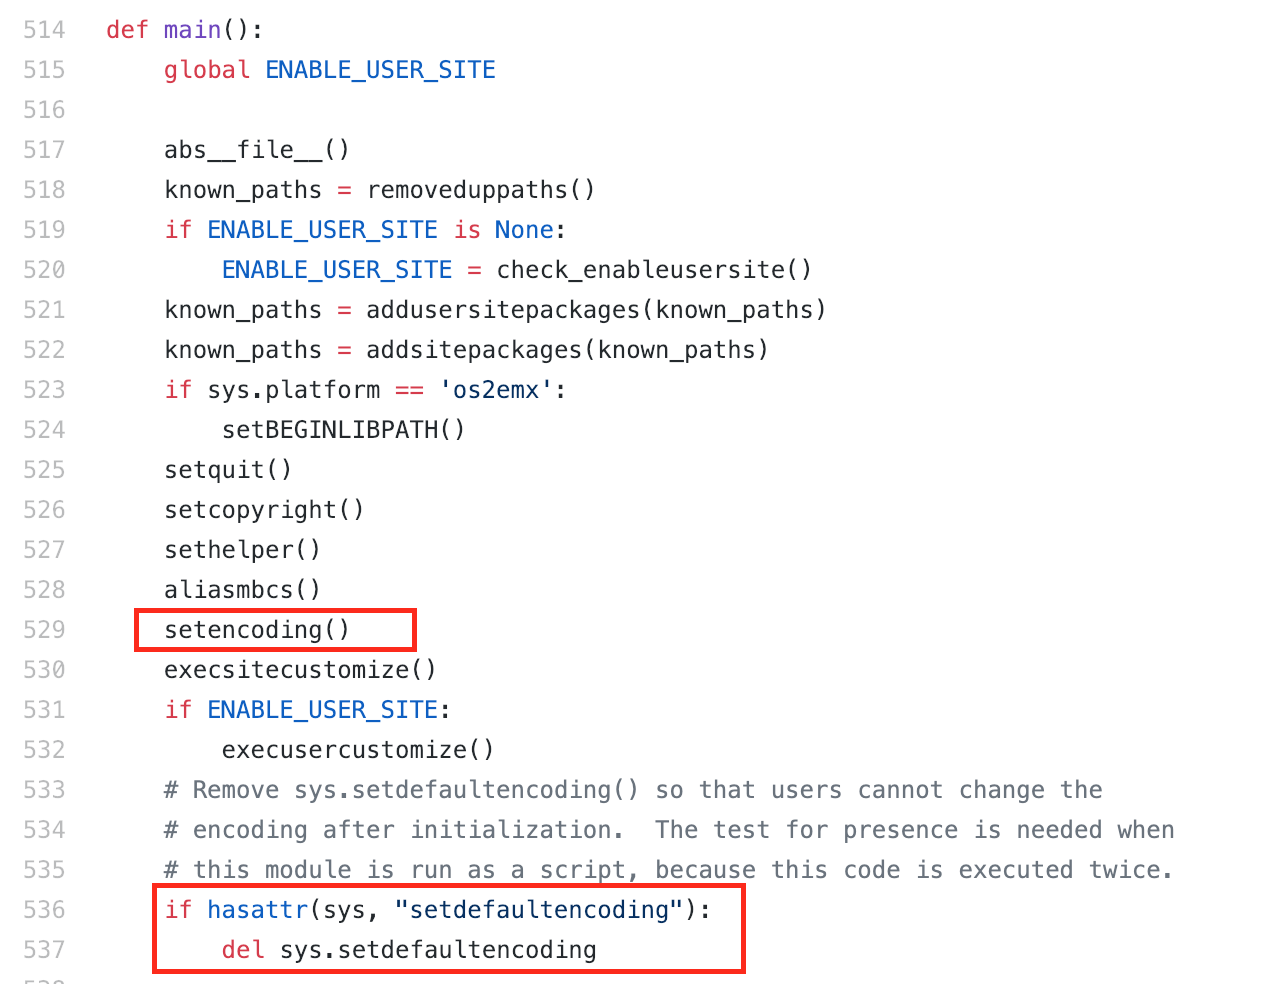 514 def main():
515 global ENABLE_USER_SITE
516
517 abs__file__()
518 known_paths = removeduppaths()
519 if ENABLE_USER_SITE is None:
520 ENABLE_USER_SITE = check_enableusersite()
521 known_paths = addusersitepackages(known_paths)
522 known_paths = addsitepackages(known_paths)
523 if sys.platform == 'os2emx':
524 setBEGINLIBPATH()
525 setquit()
526 setcopyright()
527 sethelper()
528 aliasmbcs()
529 setencoding()
530 execsitecustomize()
531 if ENABLE_USER_SITE:
532 execusercustomize()
533 # Remove sys.setdefaultencoding() so that users cannot change the
534 # encoding after initialization.  The test for presence is needed when
535 # this module is run as a script, because this code is executed twice.
536 if hasattr(sys, "setdefaultencoding"):
537 del sys.setdefaultencoding